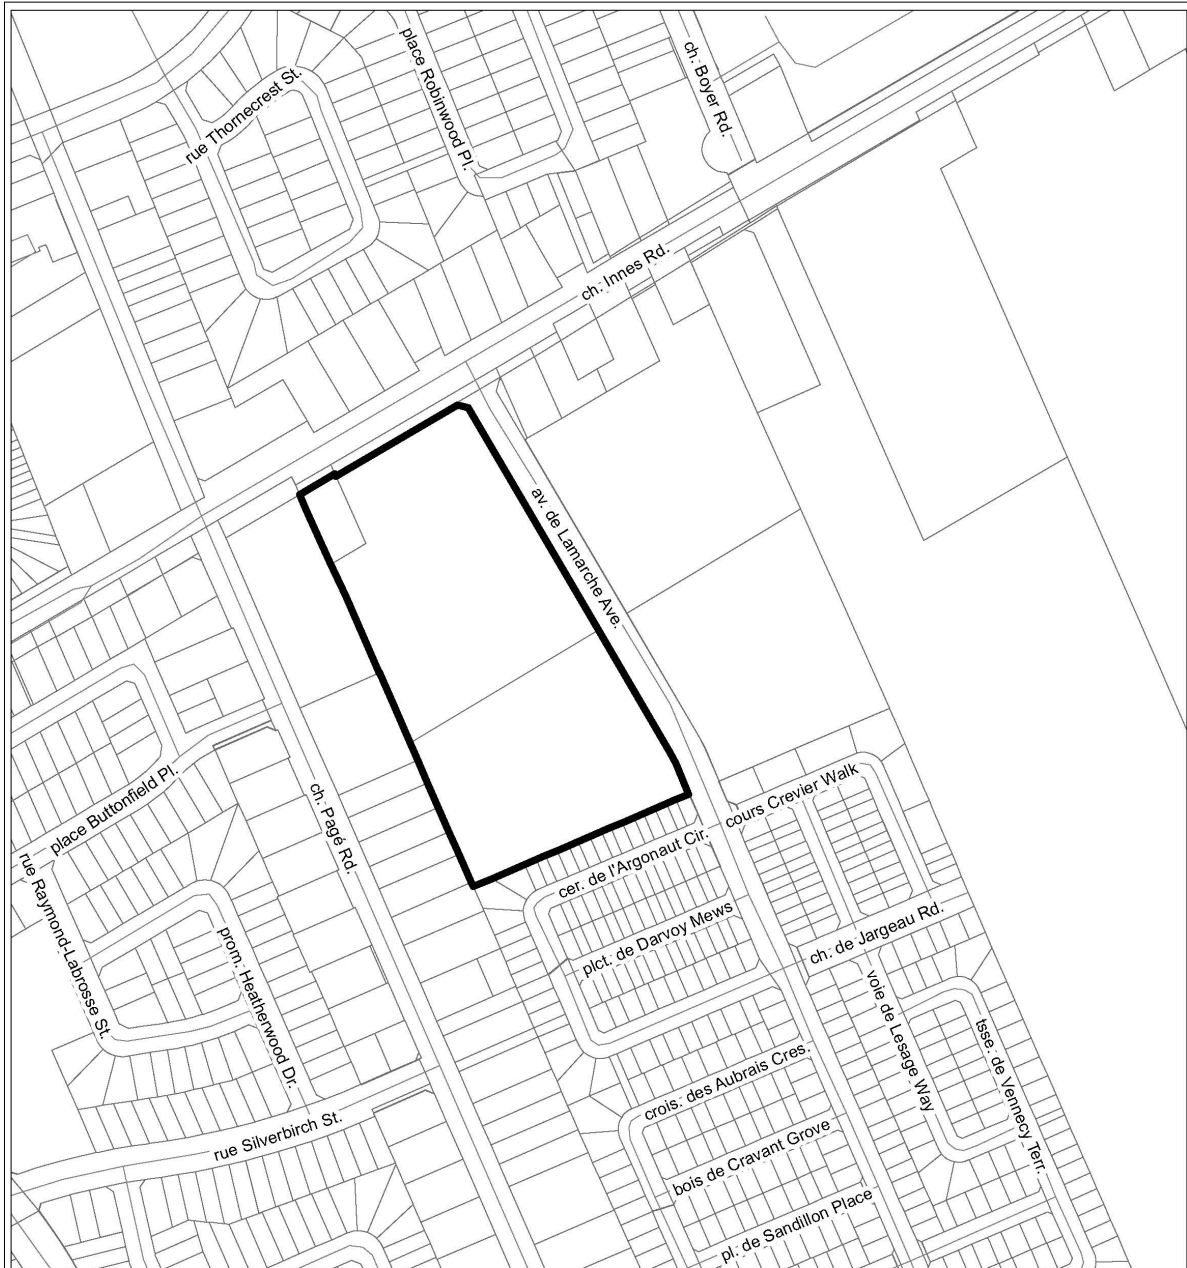 place Robinwood Pl.
ch. Boyer Rd.
rue Thornecrest St.
ch. Innes Rd.
av. de Lamarche Ave.
place Buttonfield Pl.
ch. Pagé Rd.
cours Crevier Walk
cer. de l'Argonaut Cir.
rue Raymond-Labrosse St.
prom. Heatherwood Dr.
plct. de Darvoy Mews
ch. de Jargeau Rd.
voie de Lesage Way
tsse. de Vennecy Terr.
crois. des Aubrais Cres.
rue Silverbirch St.
bois de Cravant Grove
pl. de Sandillon Place